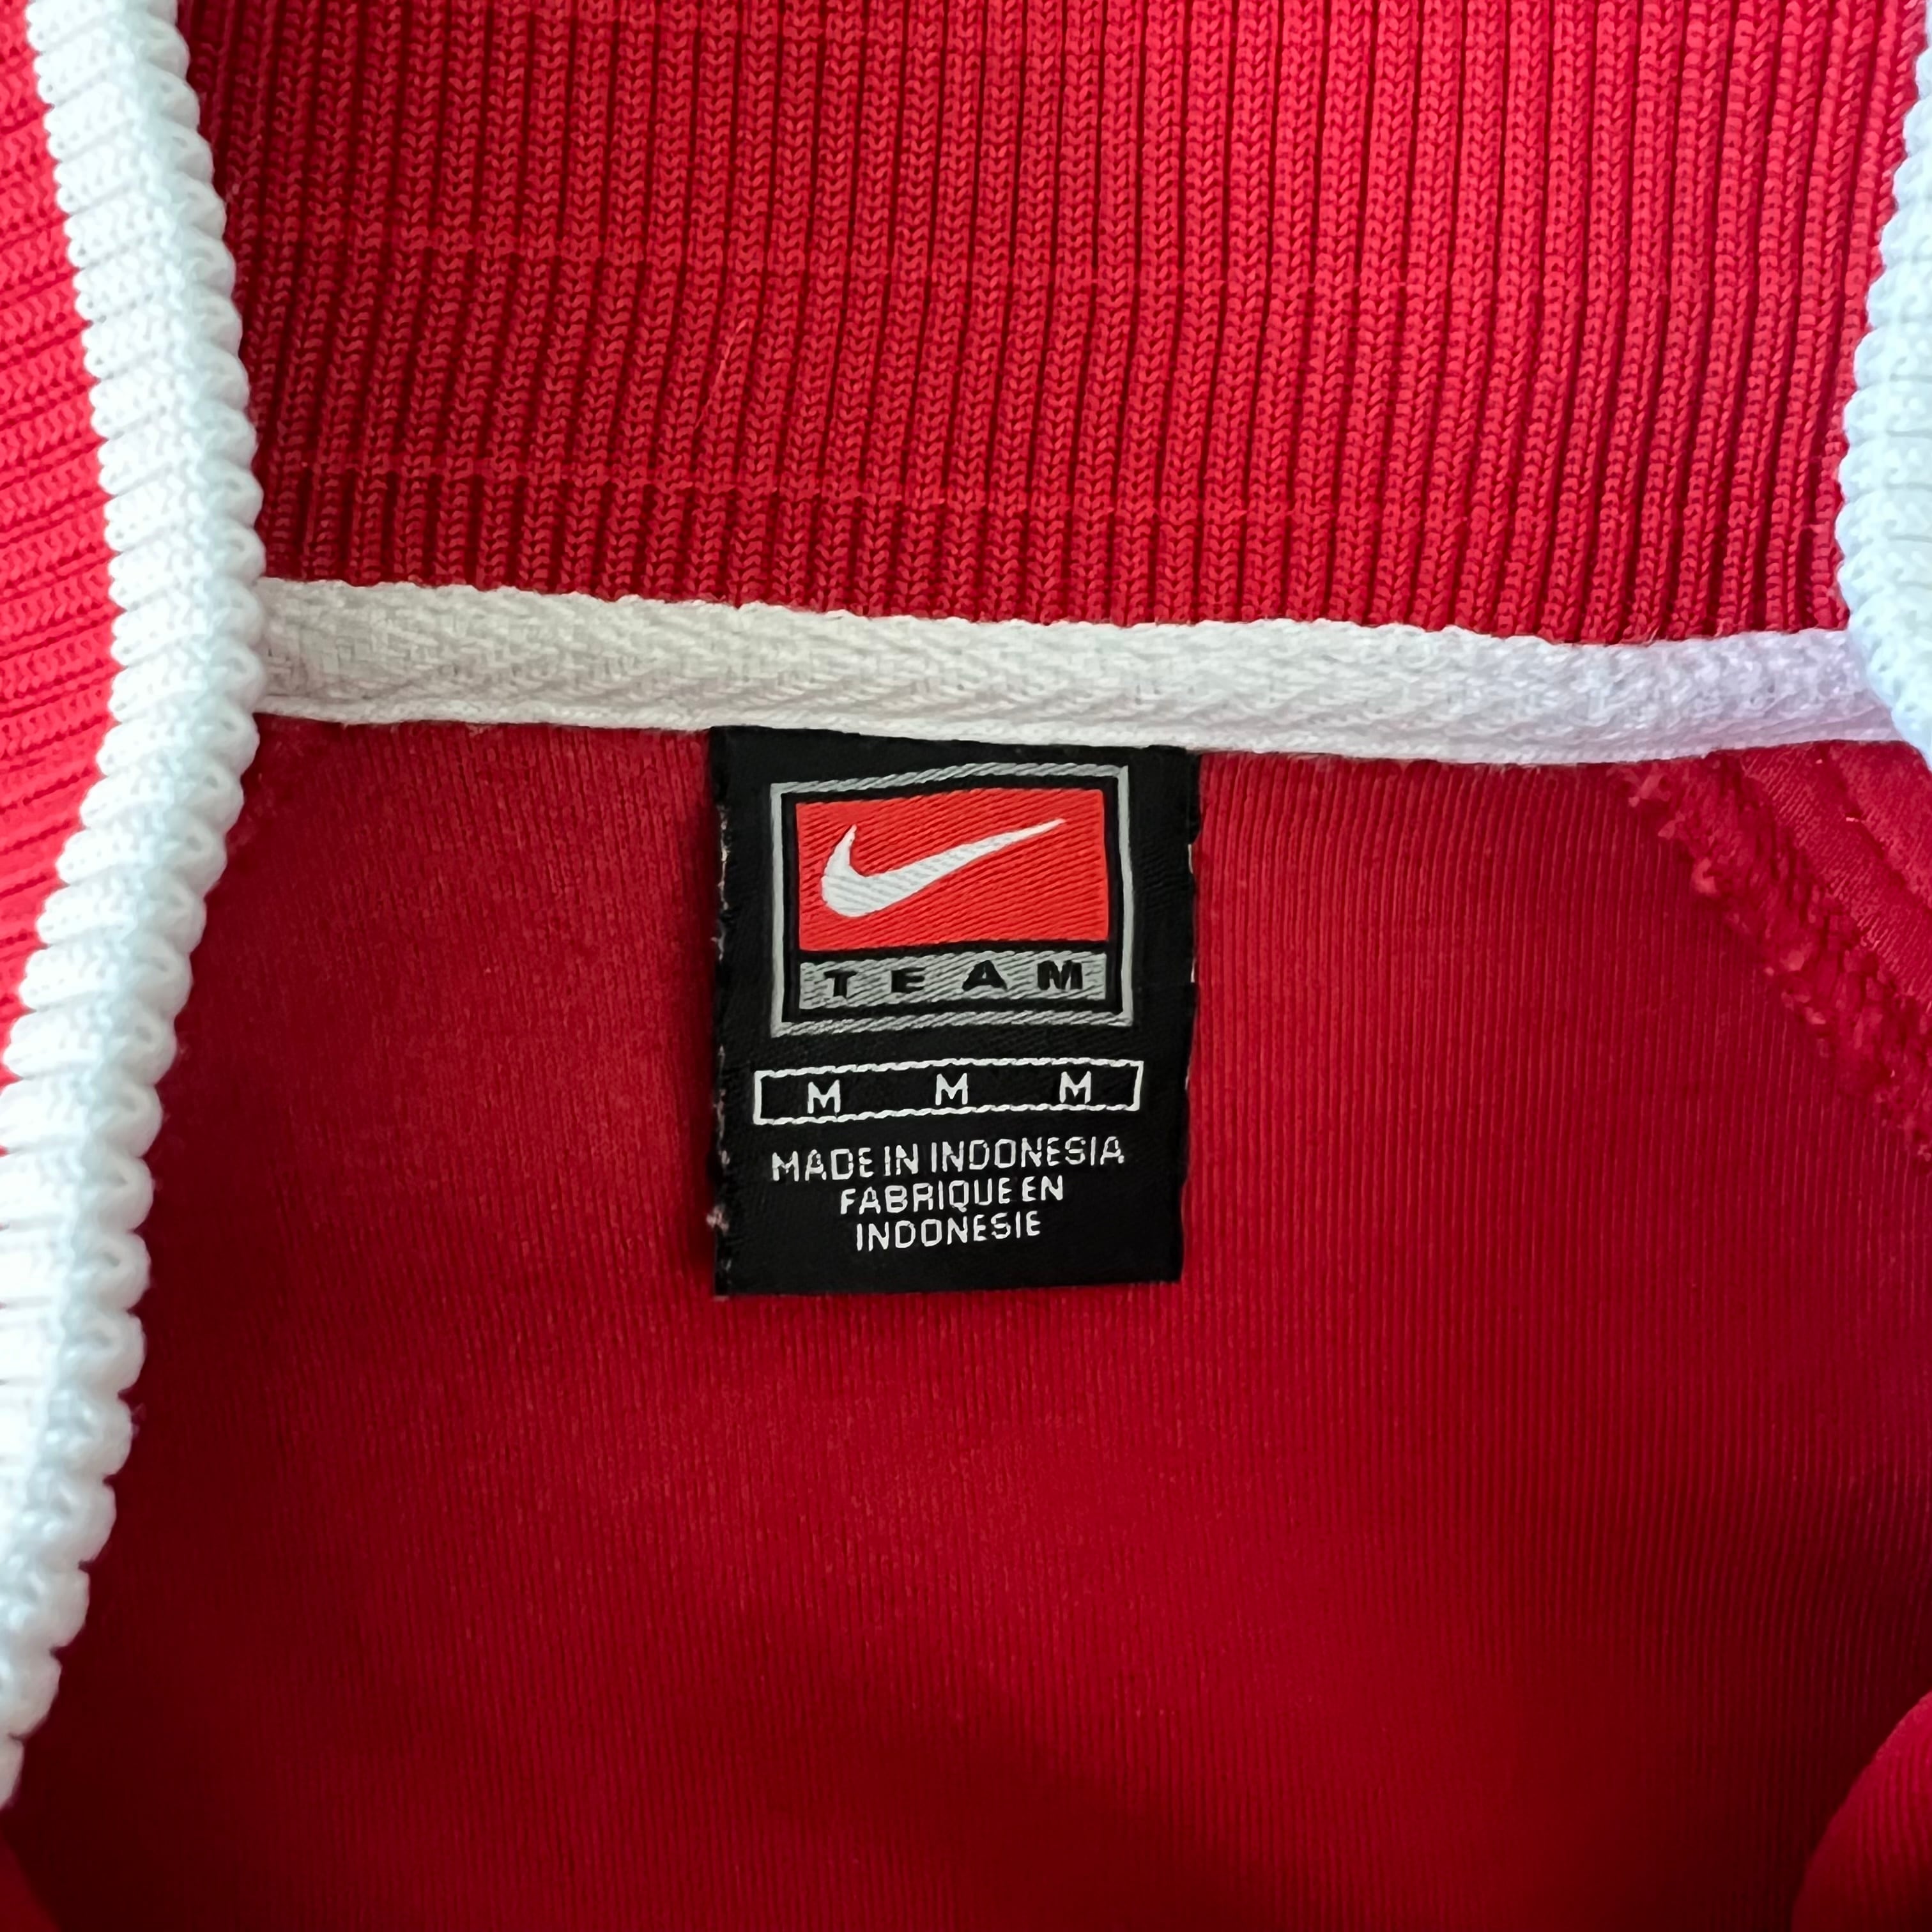 TEAM
M M M
MADE IN INDONESIA
FABRIQUE EN
INDONESIE